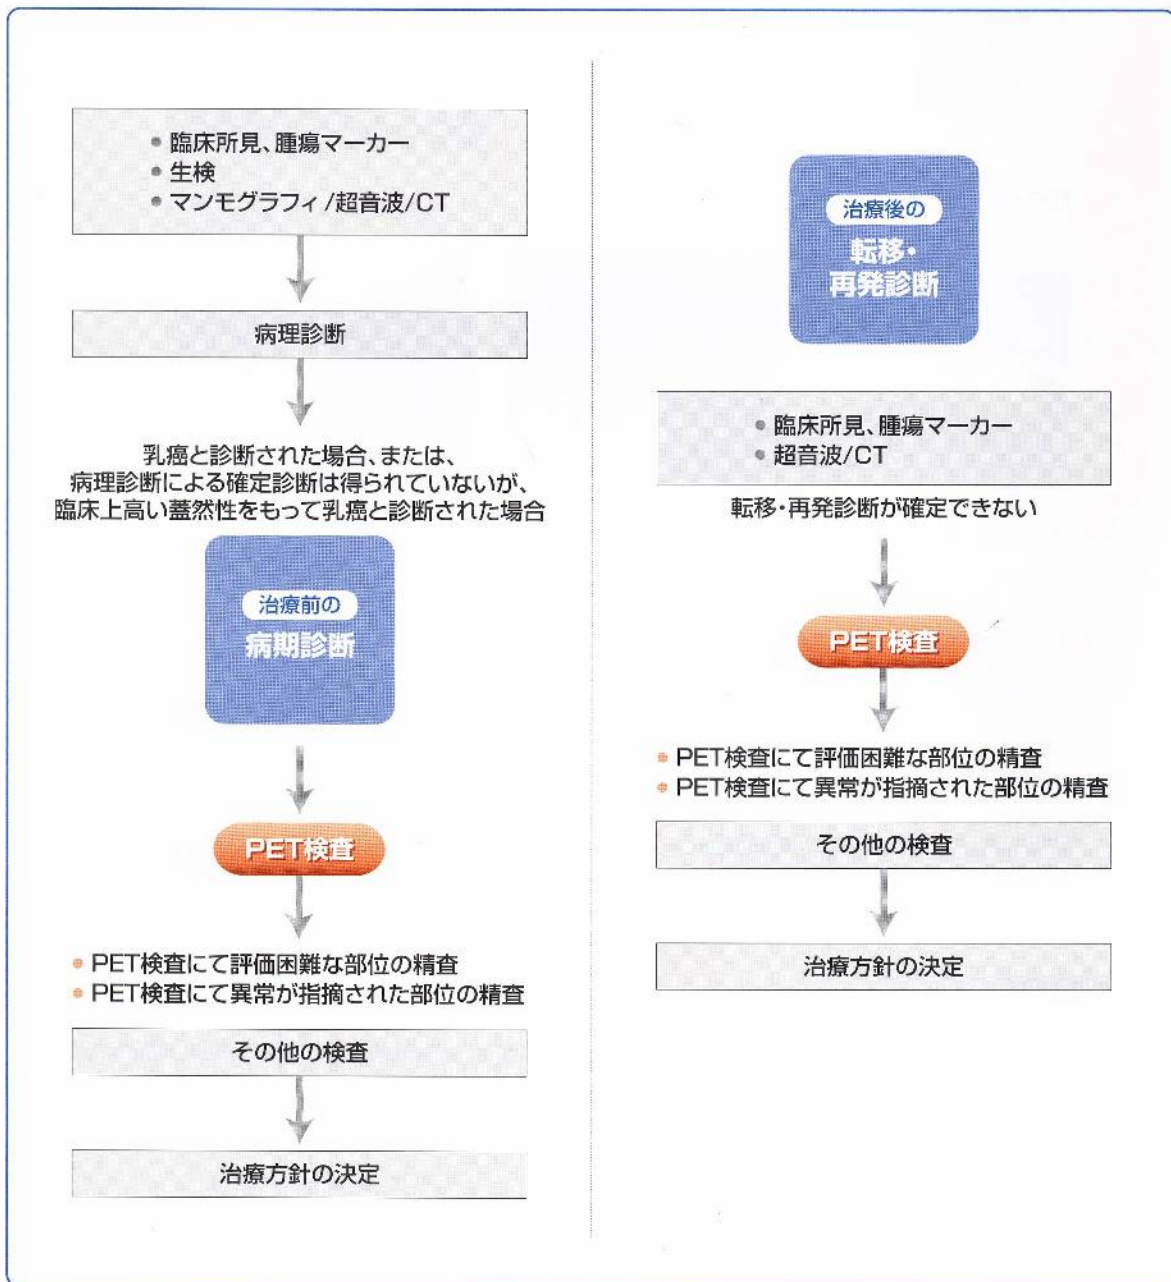 • 臨床所見、腫瘍マーカー
• 生検
• マンモグラフィ/超音波/CT
病理診断
乳癌と診断された場合、または、
病理診断による確定診断は得られていないが、
臨床上高い蓋然性をもって乳癌と診断された場合
治療前の
病期診断
PET検査
• PET検査にて評価困難な部位の精査
• PET検査にて異常が指摘された部位の精査
その他の検査
治療方針の決定
治療後の
転移・
再発診断
• 臨床所見、腫瘍マーカー
• 超音波/CT
転移・再発診断が確定できない
PET検査
• PET検査にて評価困難な部位の精査
• PET検査にて異常が指摘された部位の精査
その他の検査
治療方針の決定